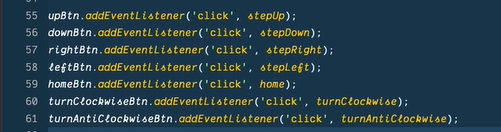 55 upBtn.addEventListener('click', stepUp);
56 downBtn.addEventListener('click', stepDown);
57 rightBtn.addEventListener('click', stepRight);
58 leftBtn.addEventListener('click', stepLeft);
59 homeBtn.addEventListener('click', home);
60 turnClockwiseBtn.addEventListener('click', turnClockwise);
61 turnAntiClockwiseBtn.addEventListener('click', turnAntiClockwise);